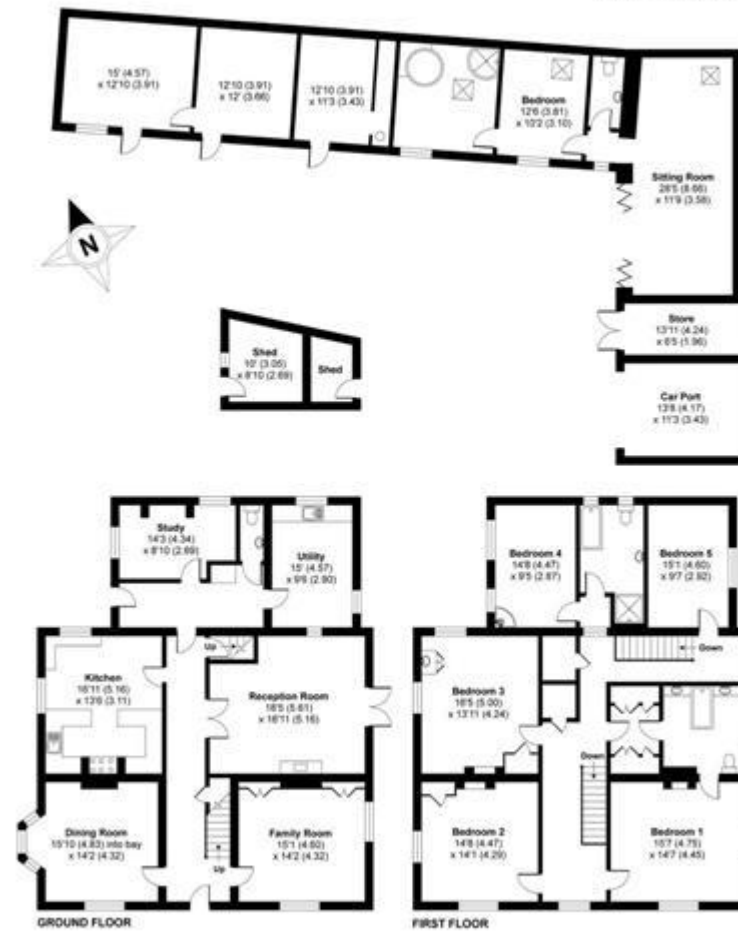 15' (4.57)
x 12'10 (3.91)
12'10 (3.91)
x 12' (3.66)
12'10 (3.91)
x 11'3 (3.43)
Bedroom
12'6 (3.81)
x 10'2 (3.10)
Sitting Room
28'5 (8.66)
x 11'9 (3.58)
N
Store
13'11 (4.24)
x 6'5 (1.96)
Shed
10' (3.05)
x 8'10 (2.69)
Shed
Car Port
13'8 (4.17)
x 11'3 (3.43)
Study
14'3 (4.34)
x 8'10 (2.69)
Utility
15' (4.57)
x 9'6 (2.90)
Up
Kitchen
16'11 (5.16)
x 13'6 (3.11)
Reception Room
18'5 (5.61)
x 16'11 (5.16)
Dining Room
15'10 (4.83) into bay
x 14'2 (4.32)
Up
Family Room
15'1 (4.60)
x 14'2 (4.32)
GROUND FLOOR
Bedroom 4
14'8 (4.47)
x 9'5 (2.87)
Bedroom 5
15'1 (4.60)
x 9'7 (2.92)
Down
Bedroom 3
16'5 (5.00)
x 13'11 (4.24)
Down
Bedroom 2
14'8 (4.47)
x 14'1 (4.29)
Bedroom 1
15'7 (4.75)
x 14'7 (4.45)
FIRST FLOOR